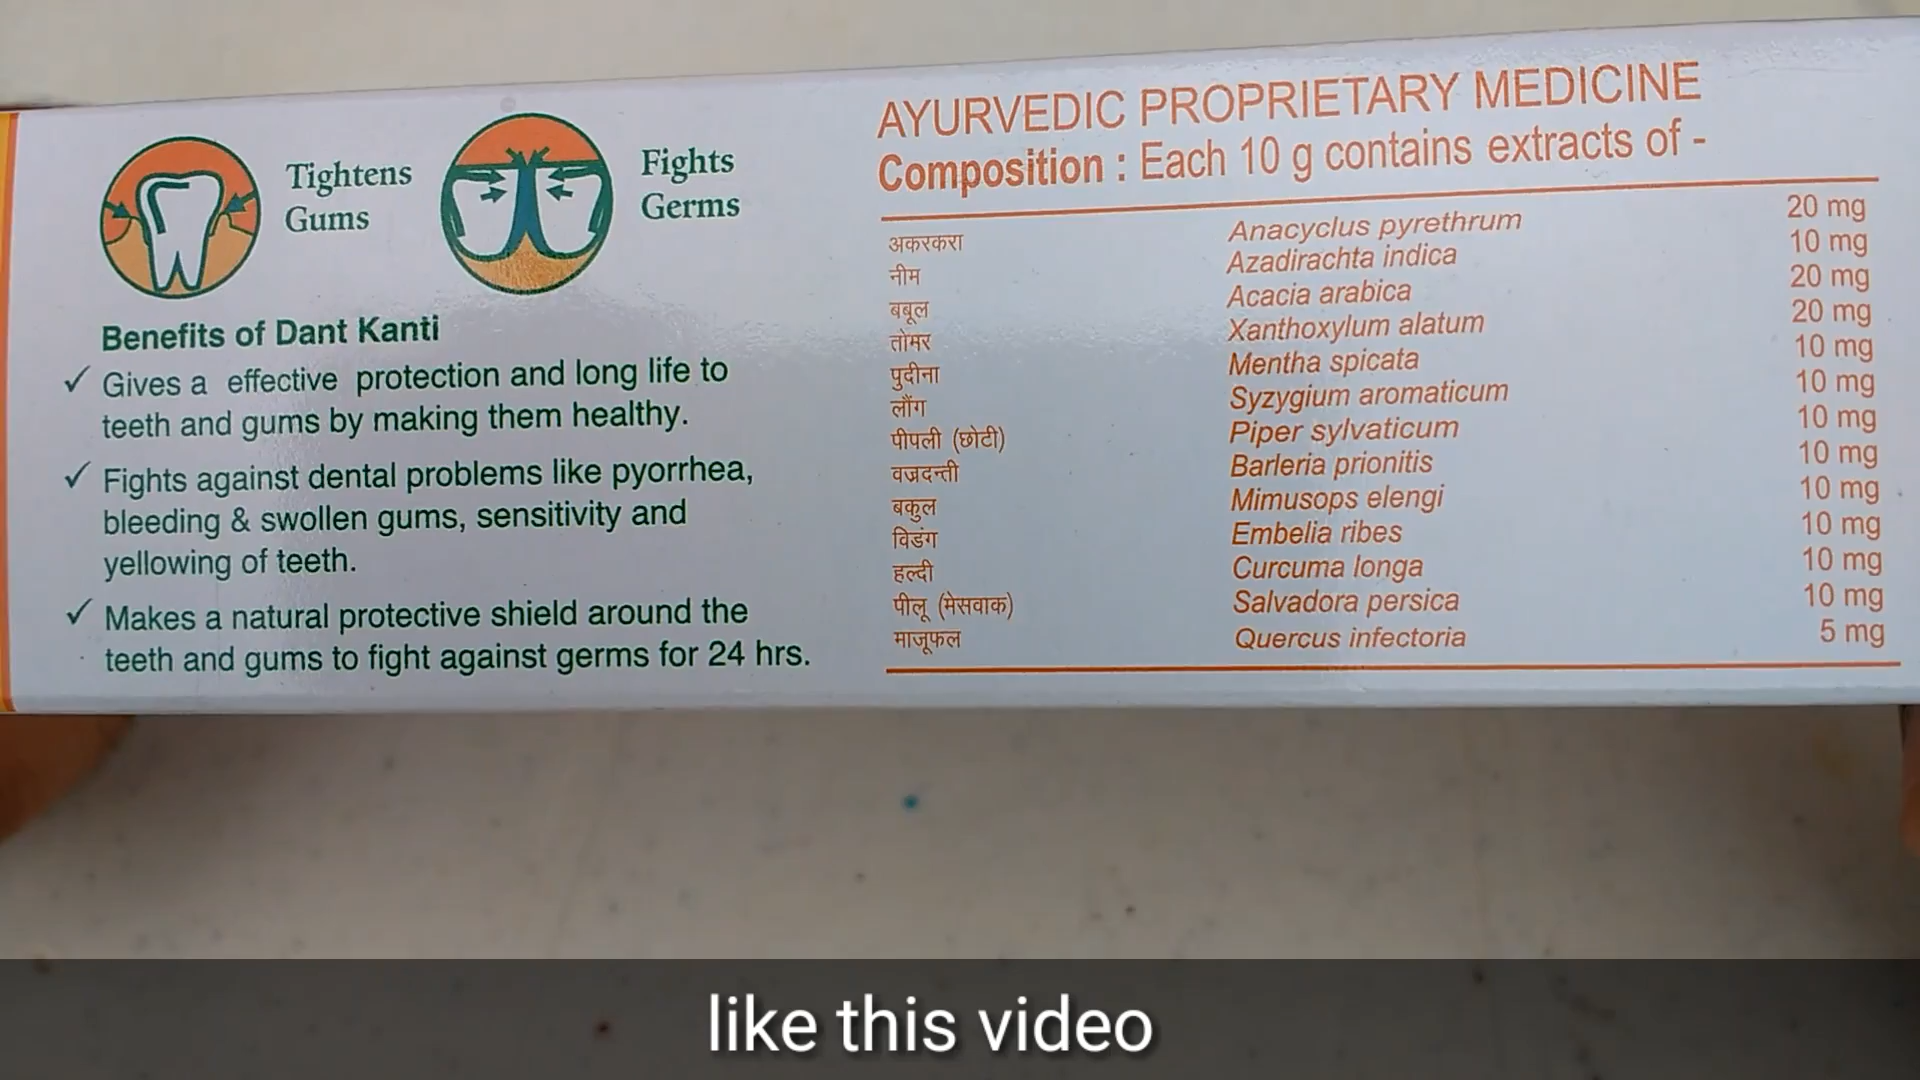 Tightens
Gums
Fights
Germs
Benefits of Dant Kanti
✓ Gives a effective protection and long life to
teeth and gums by making them healthy.
✓ Fights against dental problems like pyorrhea,
bleeding & swollen gums, sensitivity and
yellowing of teeth.
✓ Makes a natural protective shield around the
teeth and gums to fight against germs for 24 hrs.
AYURVEDIC PROPRIETARY MEDICINE
Composition : Each 10 g contains extracts of -
अकरकरा Anacyclus pyrethrum 20 mg
नीम Azadirachta indica 10 mg
बबूल Acacia arabica 20 mg
तोमर Xanthoxylum alatum 20 mg
पुदीना Mentha spicata 10 mg
लौंग Syzygium aromaticum 10 mg
पीपली (छोटी) Piper sylvaticum 10 mg
वज्रदन्ती Barleria prionitis 10 mg
बकुल Mimusops elengi 10 mg
विडंग Embelia ribes 10 mg
हल्दी Curcuma longa 10 mg
पीलू (मेसवाक) Salvadora persica 10 mg
माजूफल Quercus infectoria 5 mg
like this video